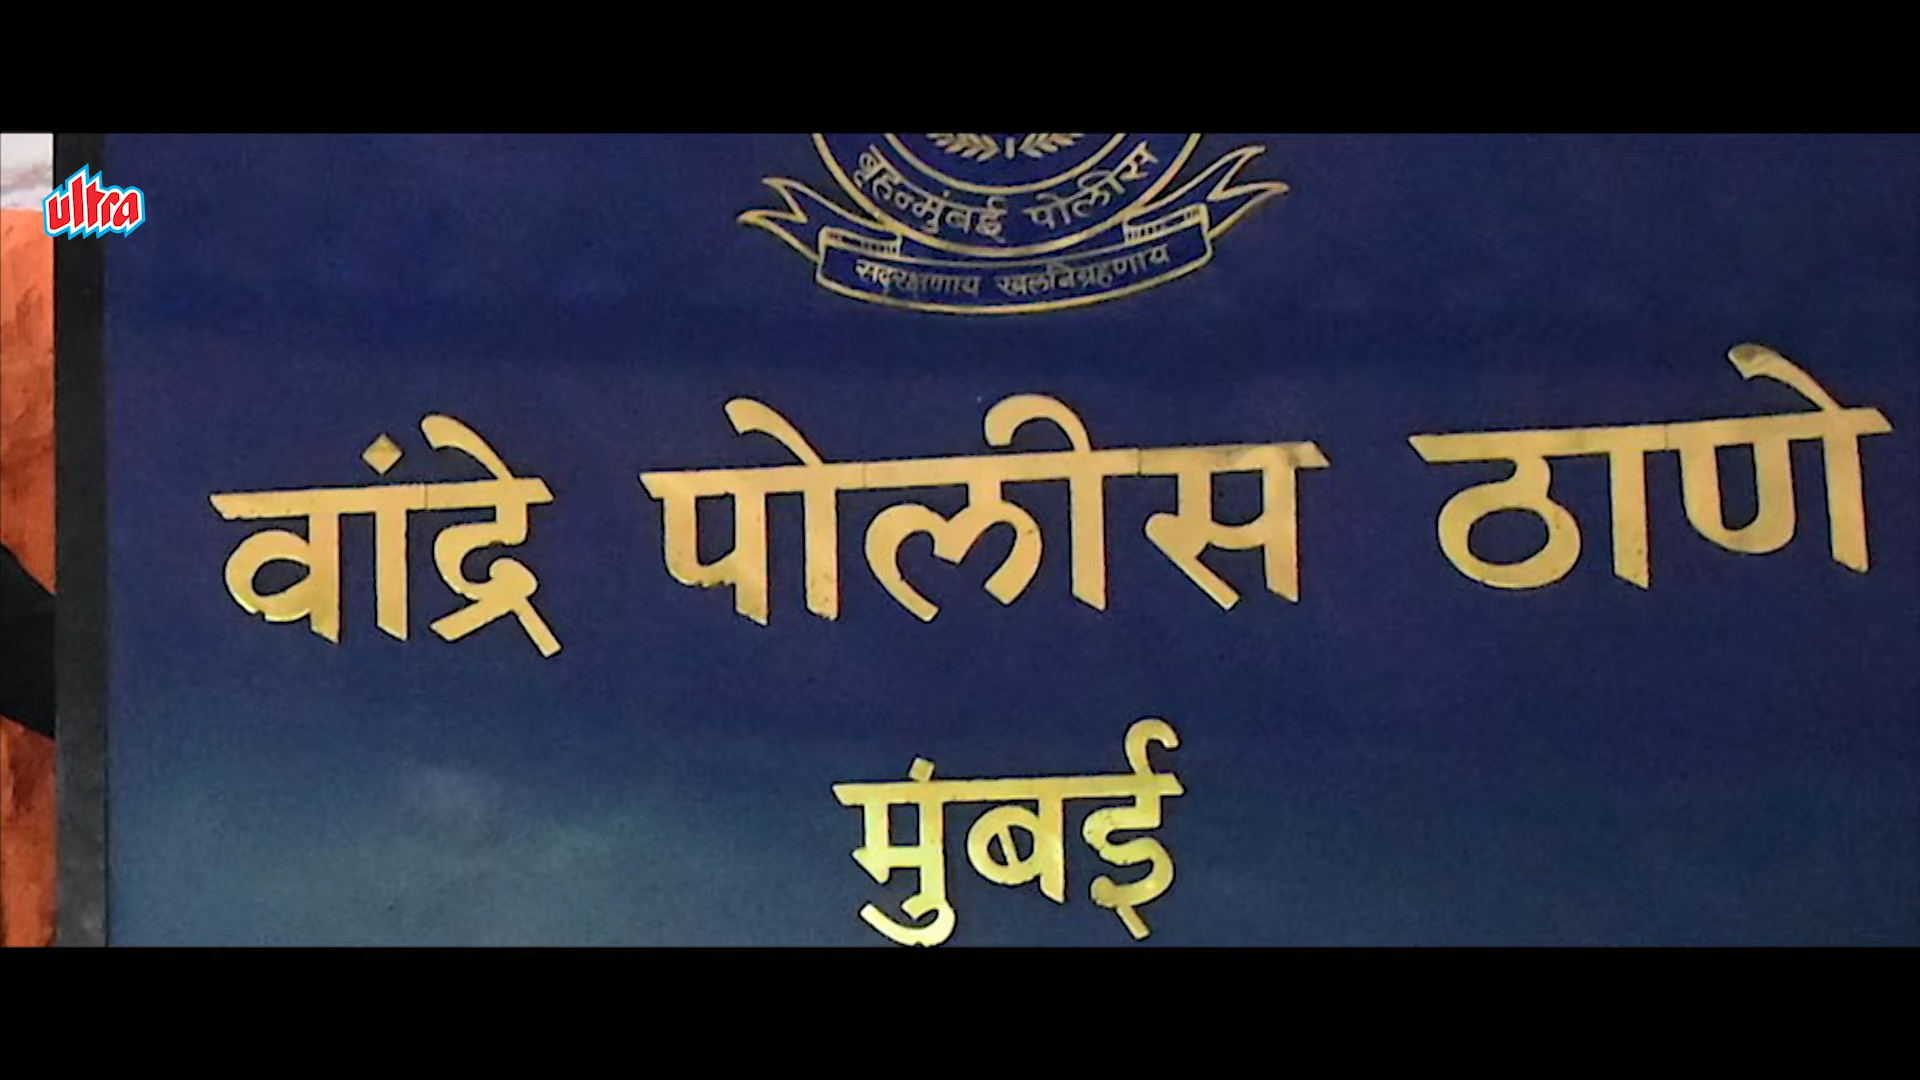 ultra
बृहन्मुंबई पोलीस
सद्रक्षणाय खलनिग्रहणाय
वांद्रे पोलीस ठाणे
मुंबई